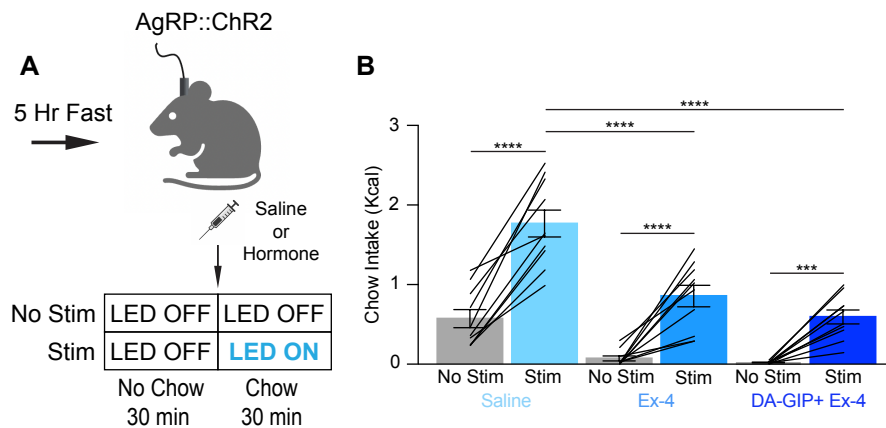 AgRP::ChR2
A
5 Hr Fast
Saline
or
Hormone
No Stim LED OFF LED OFF
Stim LED OFF LED ON
No Chow Chow
30 min 30 min
B
****
****
**** **** ***
Chow Intake (Kcal)
3
2
1
0
No Stim Stim No Stim Stim No Stim Stim
Saline Ex-4 DA-GIP+ Ex-4